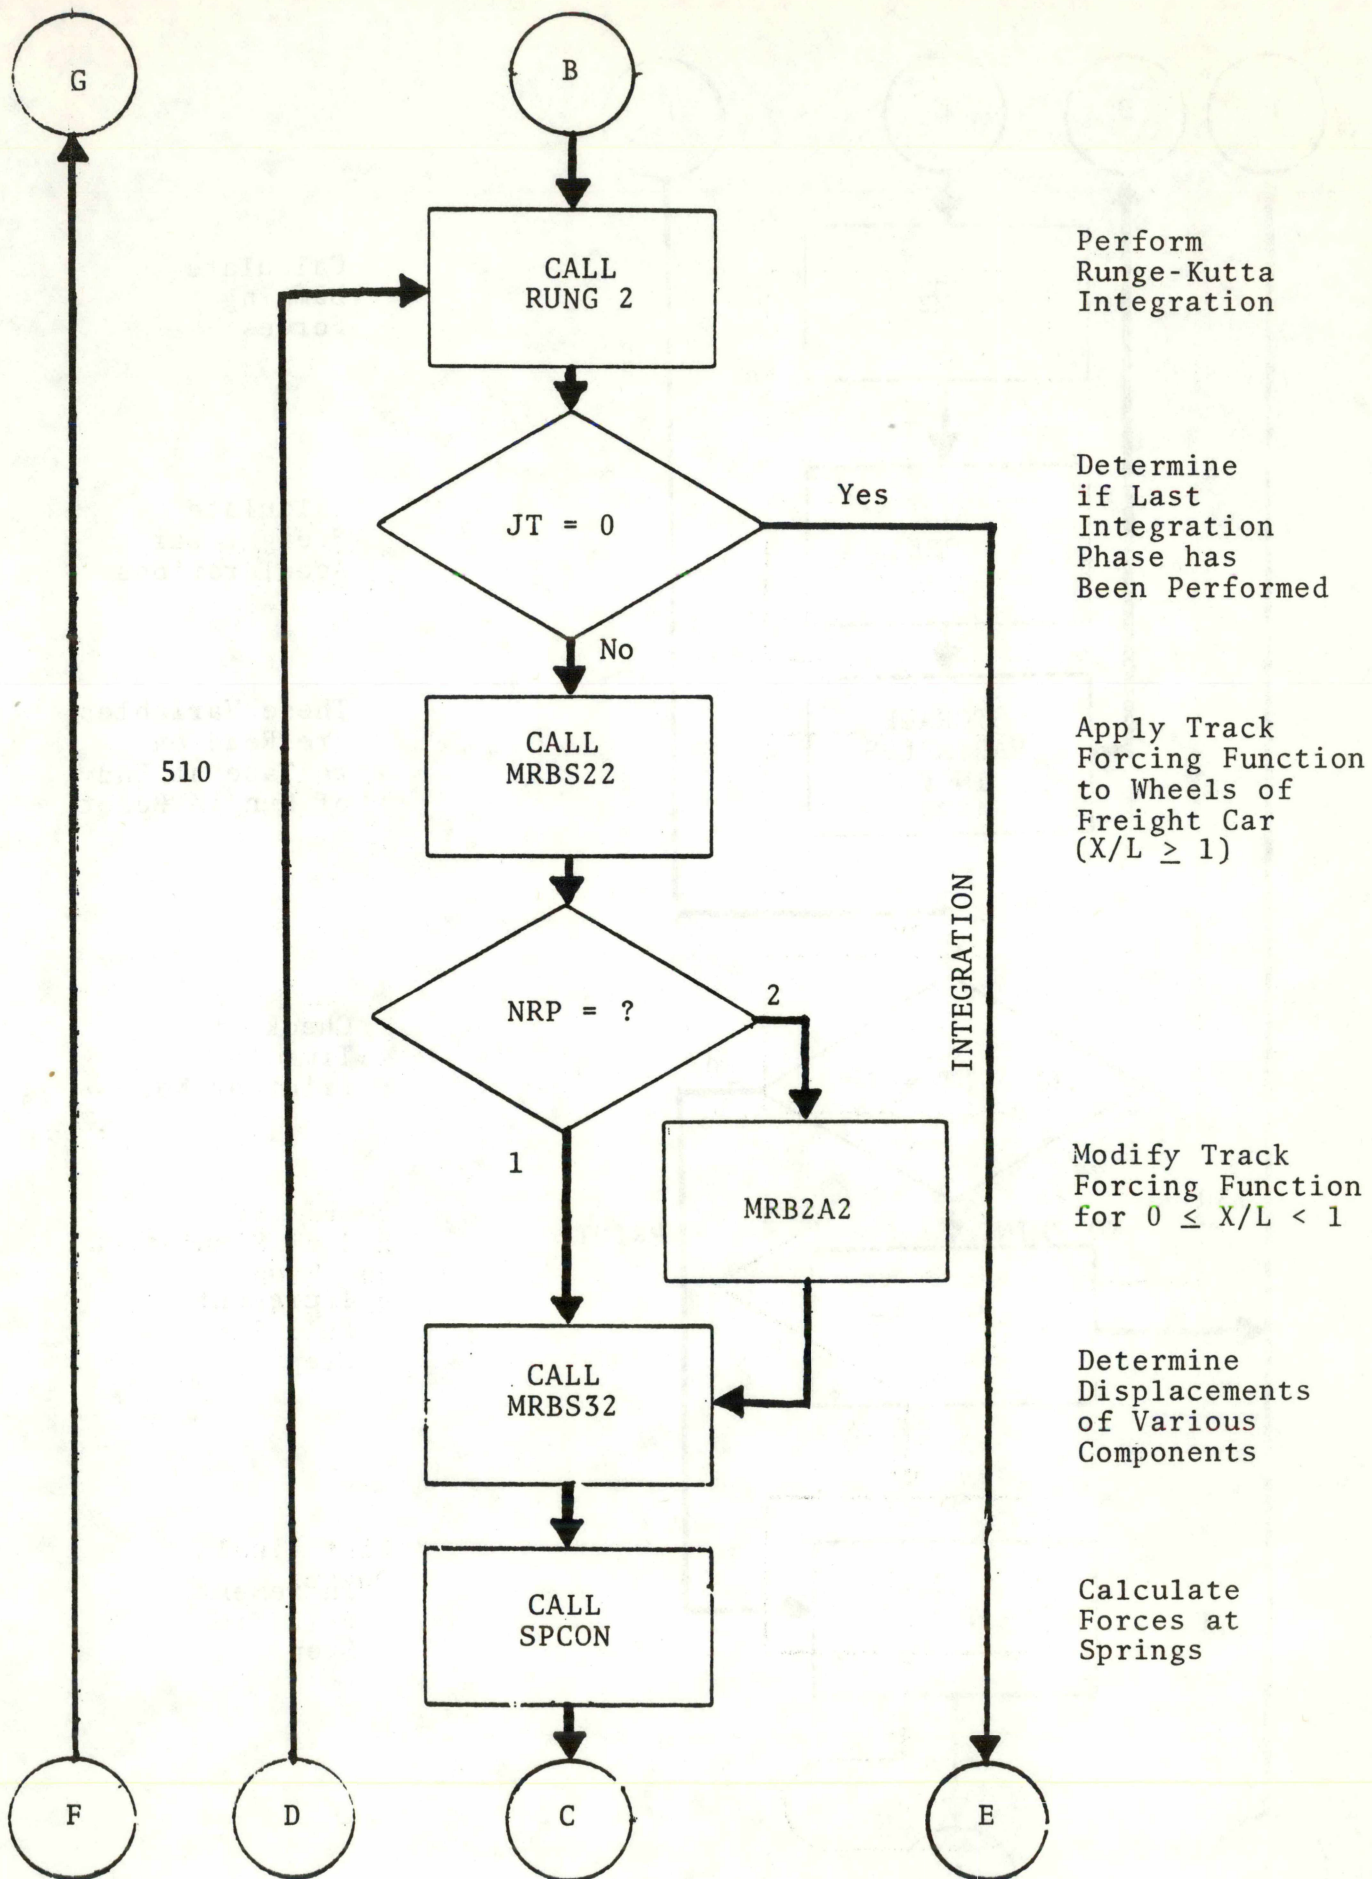 G
B
CALL
RUNG 2
Perform
Runge-Kutta
Integration
JT = 0
Yes
Determine
if Last
Integration
Phase has
Been Performed
No
510
CALL
MRBS22
Apply Track
Forcing Function
to Wheels of
Freight Car
(X/L ≥ 1)
INTEGRATION
NRP = ?
2
1
MRB2A2
Modify Track
Forcing Function
for 0 ≤ X/L < 1
CALL
MRBS32
Determine
Displacements
of Various
Components
CALL
SPCON
Calculate
Forces at
Springs
F
D
C
E